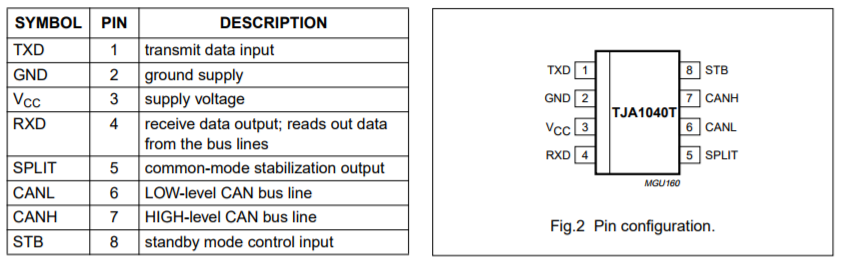 SYMBOL PIN DESCRIPTION
TXD 1 transmit data input
GND 2 ground supply
VCC 3 supply voltage
RXD 4 receive data output; reads out data
from the bus lines
SPLIT 5 common-mode stabilization output
CANL 6 LOW-level CAN bus line
CANH 7 HIGH-level CAN bus line
STB 8 standby mode control input
TXD 1 8 STB
GND 2 7 CANH
TJA1040T
VCC 3 6 CANL
RXD 4 5 SPLIT
MGU160
Fig.2 Pin configuration.